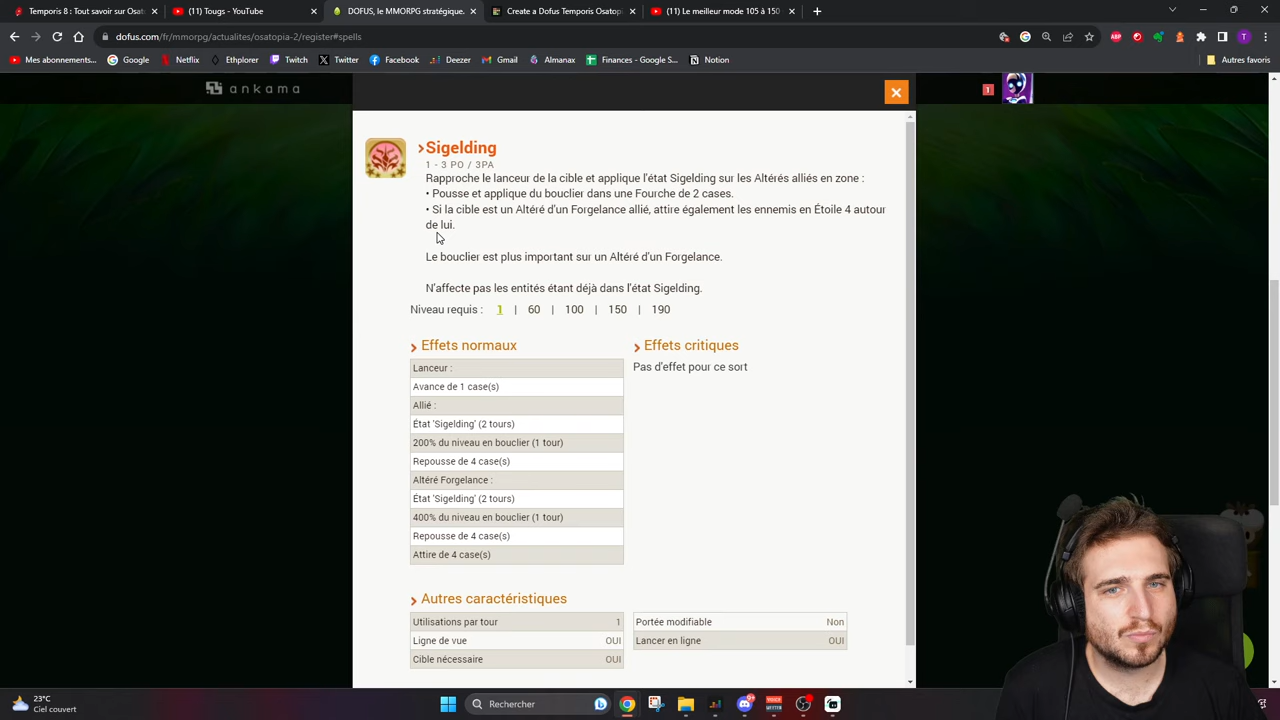 Temporis 8 : Tout savoir sur Osat
(1) Tougs - YouTube
DOFUS, le MMORPG stratégique.
Create a Dofus Temporis Osatopi
(1) Le meilleur mode 105 à 150
dofus.com/fr/mmorpg/actualites/osatopia-2/register#spells
Mes abonnements...
Google
Netflix
Ethplorer
Twitch
Twitter
Facebook
Deezer
Gmail
Almanax
Finances - Google S...
Notion
Autres favoris
ankama
1
Sigelding
1 - 3 PO / 3PA
Rapproche le lanceur de la cible et applique l'état Sigelding sur les Altérés alliés en zone :
• Pousse et applique du bouclier dans une Fourche de 2 cases.
• Si la cible est un Altéré d'un Forgelance allié, attire également les ennemis en Étoile 4 autour
de lui.
Le bouclier est plus important sur un Altéré d'un Forgelance.
N'affecte pas les entités étant déjà dans l'état Sigelding.
Niveau requis : 1 | 60 | 100 | 150 | 190
Effets normaux
Lanceur :
Avance de 1 case(s)
Allié :
État 'Sigelding' (2 tours)
200% du niveau en bouclier (1 tour)
Repousse de 4 case(s)
Altéré Forgelance :
État 'Sigelding' (2 tours)
400% du niveau en bouclier (1 tour)
Repousse de 4 case(s)
Attire de 4 case(s)
Effets critiques
Pas d'effet pour ce sort
Autres caractéristiques
Utilisations par tour 1
Ligne de vue OUI
Cible nécessaire OUI
Portée modifiable Non
Lancer en ligne OUI
23°C
Ciel couvert
Rechercher